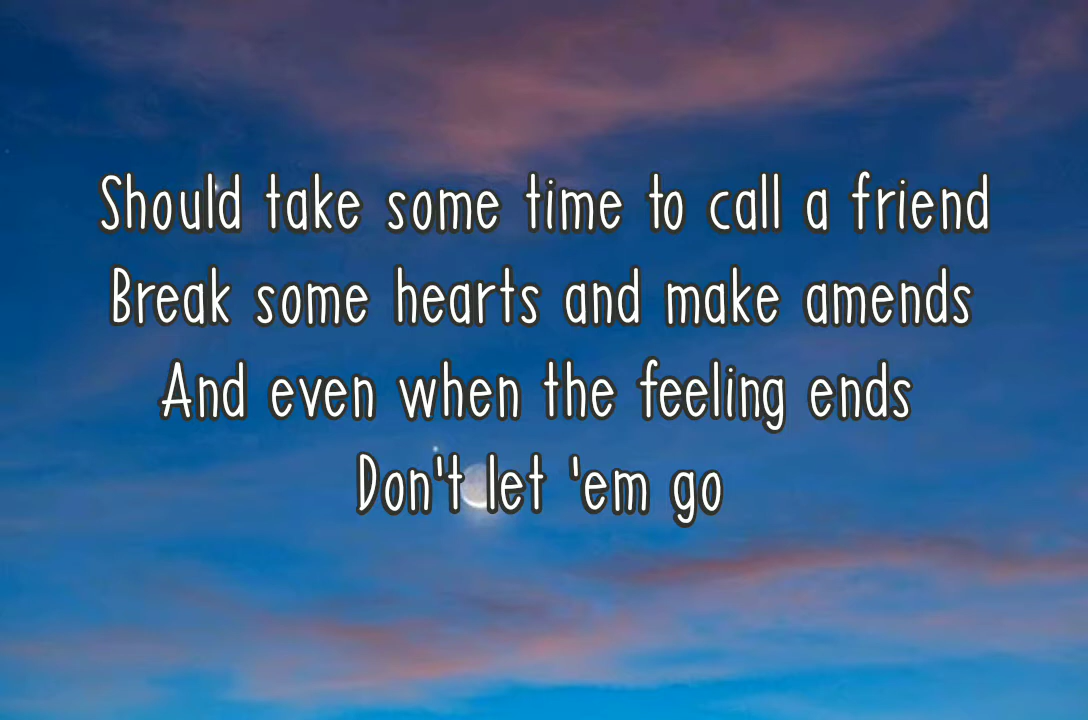 Should take some time to call a friend
Break some hearts and make amends
And even when the feeling ends
Don't let 'em go